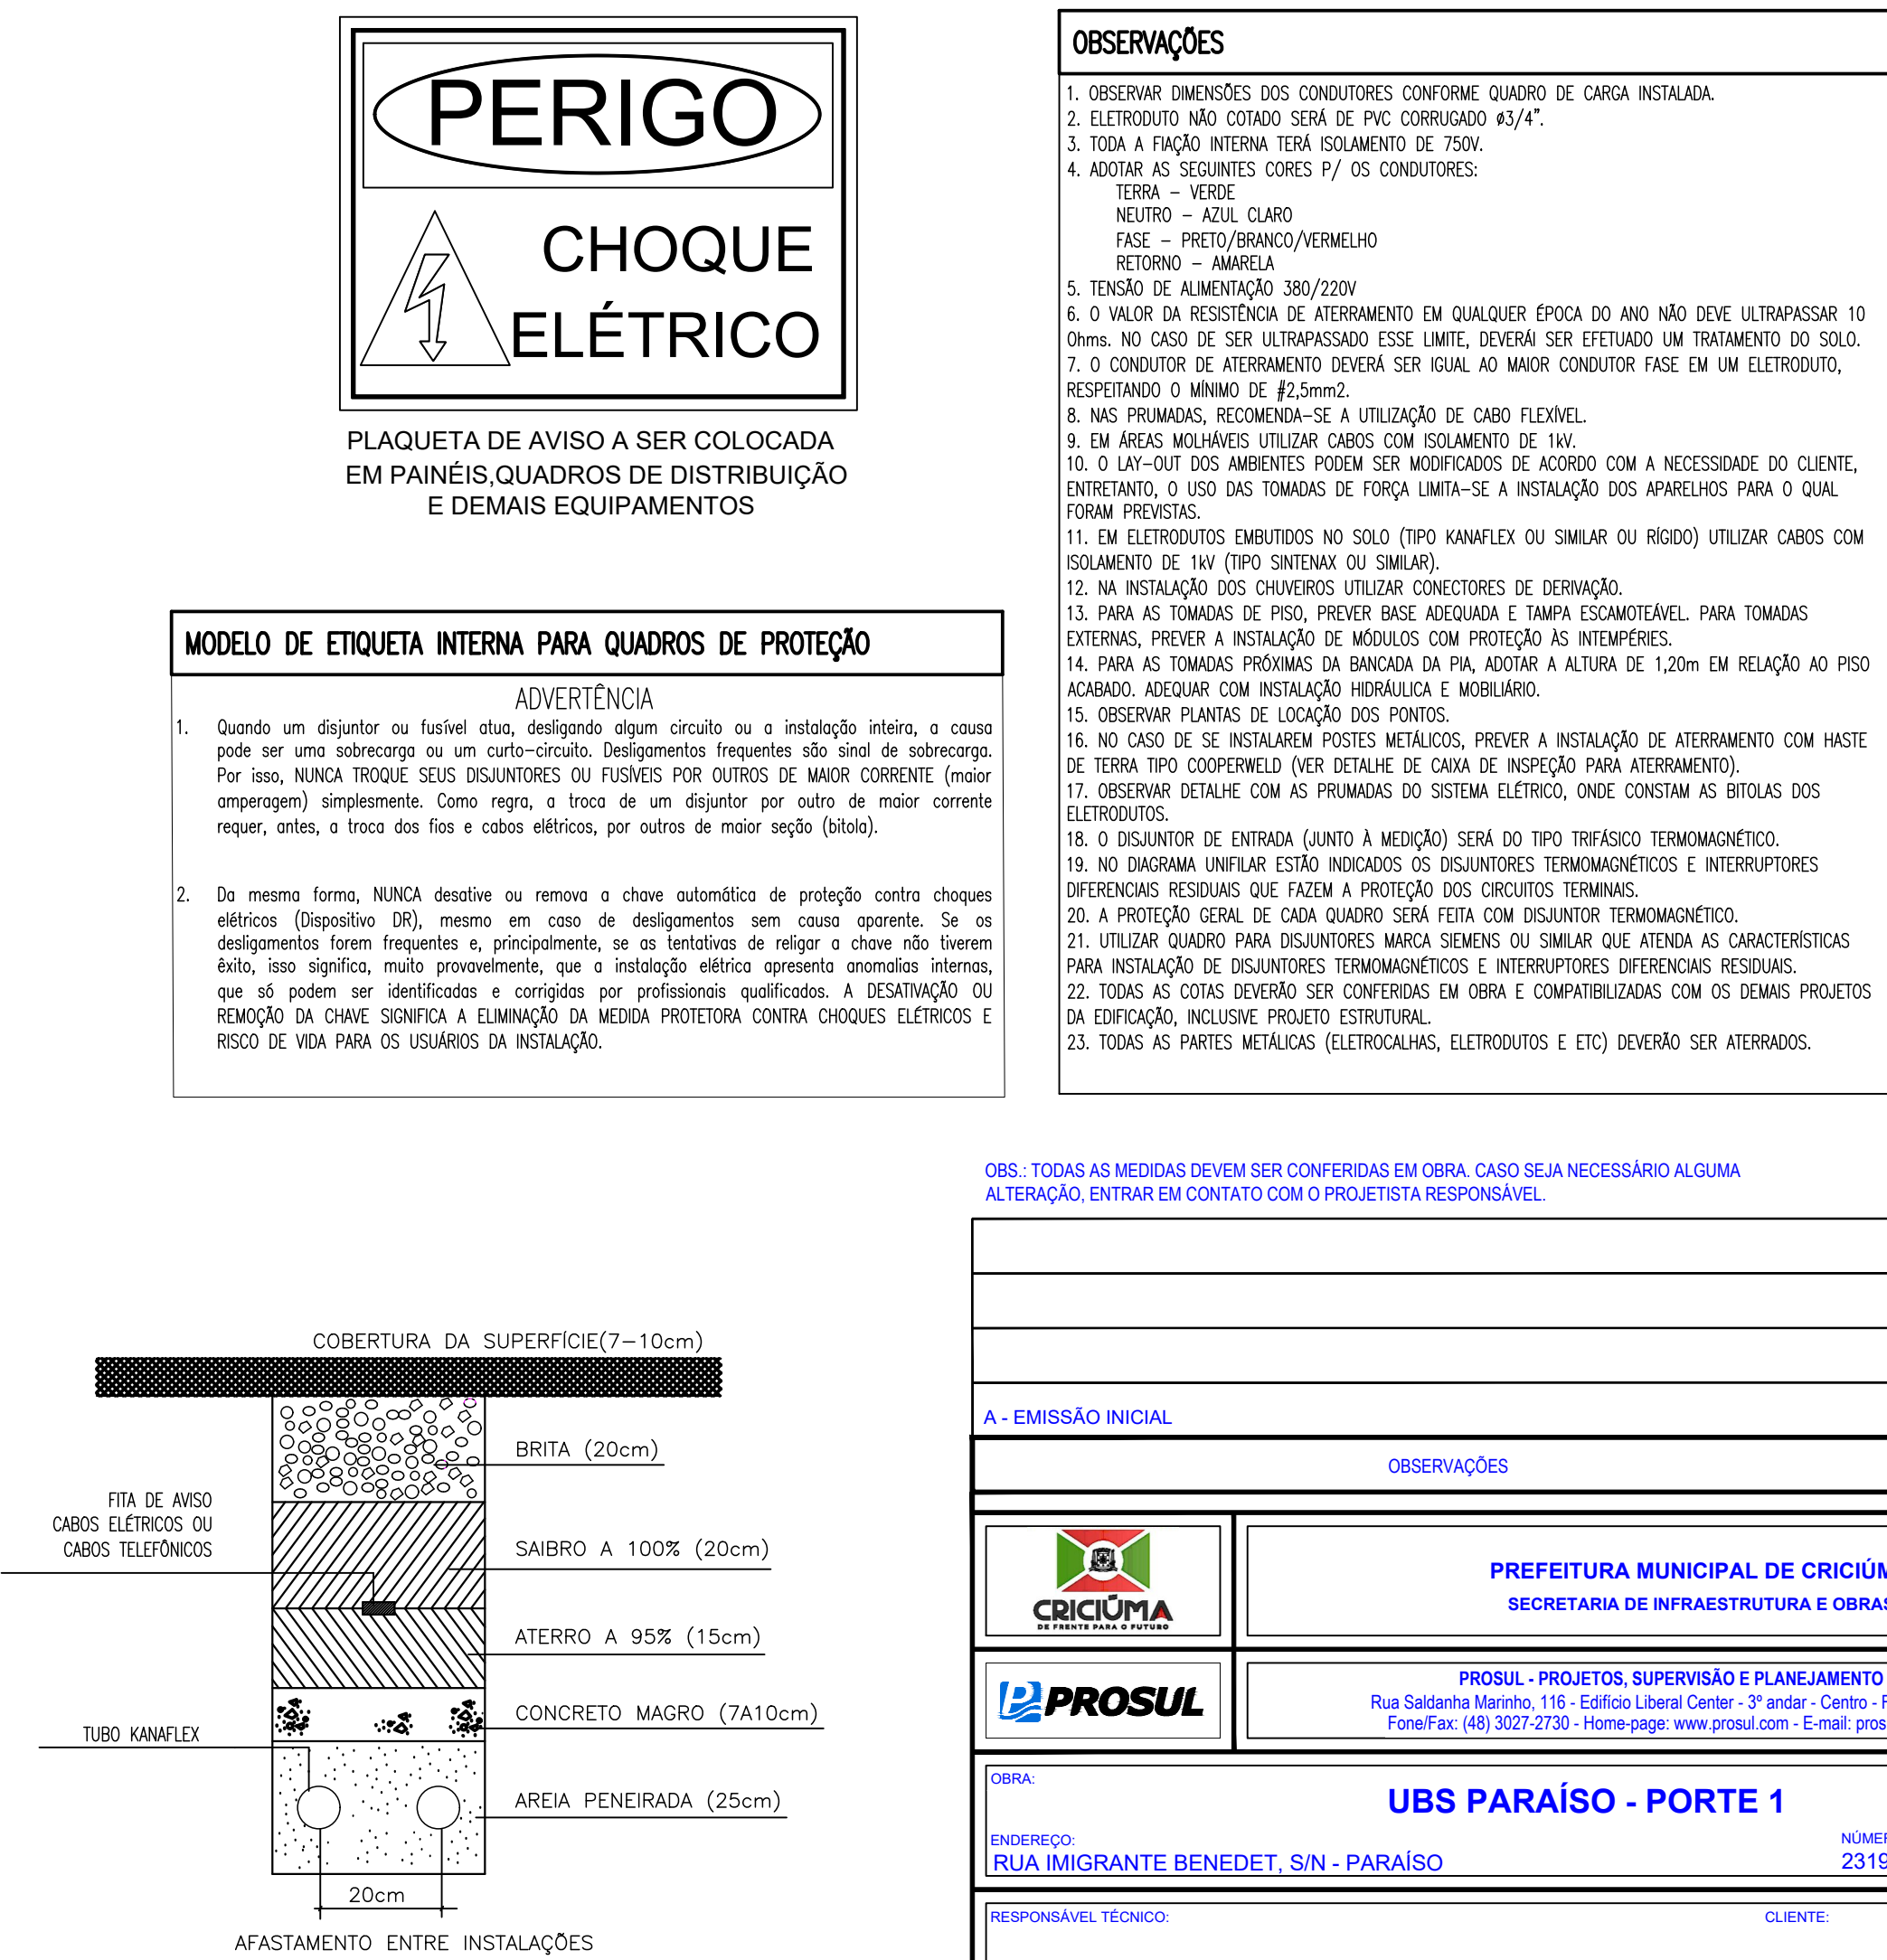 PERIGO
CHOQUE
ELÉTRICO
PLAQUETA DE AVISO A SER COLOCADA
EM PAINÉIS,QUADROS DE DISTRIBUIÇÃO
E DEMAIS EQUIPAMENTOS
MODELO DE ETIQUETA INTERNA PARA QUADROS DE PROTEÇÃO
ADVERTÊNCIA
1. Quando um disjuntor ou fusível atua, desligando algum circuito ou a instalação inteira, a causa
pode ser uma sobrecarga ou um curto-circuito. Desligamentos frequentes são sinal de sobrecarga.
Por isso, NUNCA TROQUE SEUS DISJUNTORES OU FUSÍVEIS POR OUTROS DE MAIOR CORRENTE (maior
amperagem) simplesmente. Como regra, a troca de um disjuntor por outro de maior corrente
requer, antes, a troca dos fios e cabos elétricos, por outros de maior seção (bitola).
2. Da mesma forma, NUNCA desative ou remova a chave automática de proteção contra choques
elétricos (Dispositivo DR), mesmo em caso de desligamentos sem causa aparente. Se os
desligamentos forem frequentes e, principalmente, se as tentativas de religar a chave não tiverem
êxito, isso significa, muito provavelmente, que a instalação elétrica apresenta anomalias internas,
que só podem ser identificadas e corrigidas por profissionais qualificados. A DESATIVAÇÃO OU
REMOÇÃO DA CHAVE SIGNIFICA A ELIMINAÇÃO DA MEDIDA PROTETORA CONTRA CHOQUES ELÉTRICOS E
RISCO DE VIDA PARA OS USUÁRIOS DA INSTALAÇÃO.
OBSERVAÇÕES
1. OBSERVAR DIMENSÕES DOS CONDUTORES CONFORME QUADRO DE CARGA INSTALADA.
2. ELETRODUTO NÃO COTADO SERÁ DE PVC CORRUGADO ø3/4”.
3. TODA A FIAÇÃO INTERNA TERÁ ISOLAMENTO DE 750V.
4. ADOTAR AS SEGUINTES CORES P/ OS CONDUTORES:
TERRA – VERDE
NEUTRO – AZUL CLARO
FASE – PRETO/BRANCO/VERMELHO
RETORNO – AMARELA
5. TENSÃO DE ALIMENTAÇÃO 380/220V
6. O VALOR DA RESISTÊNCIA DE ATERRAMENTO EM QUALQUER ÉPOCA DO ANO NÃO DEVE ULTRAPASSAR 10
Ohms. NO CASO DE SER ULTRAPASSADO ESSE LIMITE, DEVERÁI SER EFETUADO UM TRATAMENTO DO SOLO.
7. O CONDUTOR DE ATERRAMENTO DEVERÁ SER IGUAL AO MAIOR CONDUTOR FASE EM UM ELETRODUTO,
RESPEITANDO O MÍNIMO DE #2,5mm2.
8. NAS PRUMADAS, RECOMENDA-SE A UTILIZAÇÃO DE CABO FLEXÍVEL.
9. EM ÁREAS MOLHÁVEIS UTILIZAR CABOS COM ISOLAMENTO DE 1kV.
10. O LAY-OUT DOS AMBIENTES PODEM SER MODIFICADOS DE ACORDO COM A NECESSIDADE DO CLIENTE,
ENTRETANTO, O USO DAS TOMADAS DE FORÇA LIMITA-SE A INSTALAÇÃO DOS APARELHOS PARA O QUAL
FORAM PREVISTAS.
11. EM ELETRODUTOS EMBUTIDOS NO SOLO (TIPO KANAFLEX OU SIMILAR OU RÍGIDO) UTILIZAR CABOS COM
ISOLAMENTO DE 1kV (TIPO SINTENAX OU SIMILAR).
12. NA INSTALAÇÃO DOS CHUVEIROS UTILIZAR CONECTORES DE DERIVAÇÃO.
13. PARA AS TOMADAS DE PISO, PREVER BASE ADEQUADA E TAMPA ESCAMOTEÁVEL. PARA TOMADAS
EXTERNAS, PREVER A INSTALAÇÃO DE MÓDULOS COM PROTEÇÃO ÀS INTEMPÉRIES.
14. PARA AS TOMADAS PRÓXIMAS DA BANCADA DA PIA, ADOTAR A ALTURA DE 1,20m EM RELAÇÃO AO PISO
ACABADO. ADEQUAR COM INSTALAÇÃO HIDRÁULICA E MOBILIÁRIO.
15. OBSERVAR PLANTAS DE LOCAÇÃO DOS PONTOS.
16. NO CASO DE SE INSTALAREM POSTES METÁLICOS, PREVER A INSTALAÇÃO DE ATERRAMENTO COM HASTE
DE TERRA TIPO COOPERWELD (VER DETALHE DE CAIXA DE INSPEÇÃO PARA ATERRAMENTO).
17. OBSERVAR DETALHE COM AS PRUMADAS DO SISTEMA ELÉTRICO, ONDE CONSTAM AS BITOLAS DOS
ELETRODUTOS.
18. O DISJUNTOR DE ENTRADA (JUNTO À MEDIÇÃO) SERÁ DO TIPO TRIFÁSICO TERMOMAGNÉTICO.
19. NO DIAGRAMA UNIFILAR ESTÃO INDICADOS OS DISJUNTORES TERMOMAGNÉTICOS E INTERRUPTORES
DIFERENCIAIS RESIDUAIS QUE FAZEM A PROTEÇÃO DOS CIRCUITOS TERMINAIS.
20. A PROTEÇÃO GERAL DE CADA QUADRO SERÁ FEITA COM DISJUNTOR TERMOMAGNÉTICO.
21. UTILIZAR QUADRO PARA DISJUNTORES MARCA SIEMENS OU SIMILAR QUE ATENDA AS CARACTERÍSTICAS
PARA INSTALAÇÃO DE DISJUNTORES TERMOMAGNÉTICOS E INTERRUPTORES DIFERENCIAIS RESIDUAIS.
22. TODAS AS COTAS DEVERÃO SER CONFERIDAS EM OBRA E COMPATIBILIZADAS COM OS DEMAIS PROJETOS
DA EDIFICAÇÃO, INCLUSIVE PROJETO ESTRUTURAL.
23. TODAS AS PARTES METÁLICAS (ELETROCALHAS, ELETRODUTOS E ETC) DEVERÃO SER ATERRADOS.
COBERTURA DA SUPERFÍCIE(7–10cm)
BRITA (20cm)
FITA DE AVISO
CABOS ELÉTRICOS OU
CABOS TELEFÔNICOS
SAIBRO A 100% (20cm)
ATERRO A 95% (15cm)
CONCRETO MAGRO (7A10cm)
TUBO KANAFLEX
AREIA PENEIRADA (25cm)
20cm
AFASTAMENTO ENTRE INSTALAÇÕES
OBS.: TODAS AS MEDIDAS DEVEM SER CONFERIDAS EM OBRA. CASO SEJA NECESSÁRIO ALGUMA
ALTERAÇÃO, ENTRAR EM CONTATO COM O PROJETISTA RESPONSÁVEL.
A - EMISSÃO INICIAL
OBSERVAÇÕES
CRICIÚMA
DE FRENTE PARA O FUTURO
PREFEITURA MUNICIPAL DE CRICIÚM
SECRETARIA DE INFRAESTRUTURA E OBRAS
PROSUL
PROSUL - PROJETOS, SUPERVISÃO E PLANEJAMENTO
Rua Saldanha Marinho, 116 - Edifício Liberal Center - 3º andar - Centro - F
Fone/Fax: (48) 3027-2730 - Home-page: www.prosul.com - E-mail: pros
OBRA:
UBS PARAÍSO - PORTE 1
ENDEREÇO:
RUA IMIGRANTE BENEDET, S/N - PARAÍSO
NÚMER
2319
RESPONSÁVEL TÉCNICO:
CLIENTE: